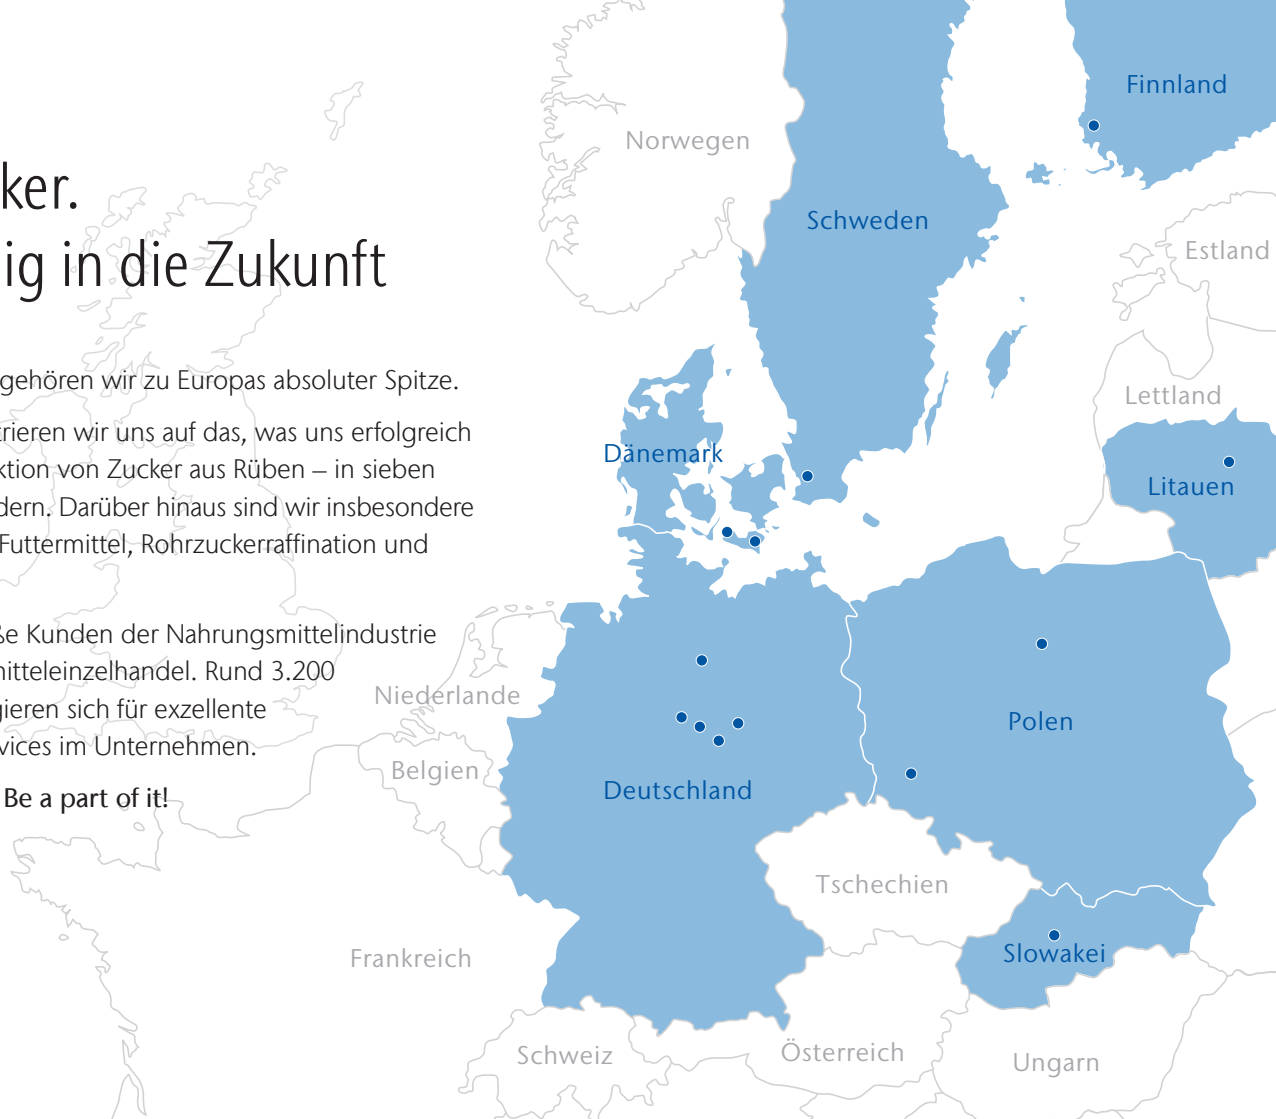 ker.
ig in die Zukunft
gehören wir zu Europas absoluter Spitze.
trieren wir uns auf das, was uns erfolgreich
ktion von Zucker aus Rüben – in sieben
dern. Darüber hinaus sind wir insbesondere
Futtermittel, Rohrzuckerraffination und
ße Kunden der Nahrungsmittelindustrie
mitteleinzelhandel. Rund 3.200
gieren sich für exzellente
vices im Unternehmen.
Be a part of it!
Finnland
Norwegen
Schweden
Estland
Lettland
Dänemark
Litauen
Niederlande
Polen
Belgien
Deutschland
Tschechien
Slowakei
Frankreich
Schweiz
Österreich
Ungarn